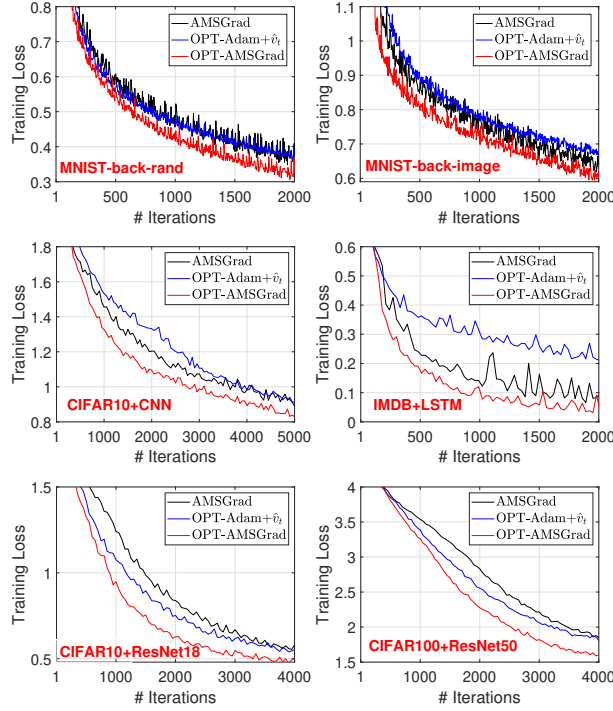 0.8
0.7
0.6
0.5
0.4
0.3
Training Loss
AMSGrad
OPT-Adam+v̂_t
OPT-AMSGrad
MNIST-back-rand
1 500 1000 1500 2000
# Iterations
1.1
1
0.9
0.8
0.7
0.6
Training Loss
AMSGrad
OPT-Adam+v̂_t
OPT-AMSGrad
MNIST-back-image
1 500 1000 1500 2000
# Iterations
1.8
1.6
1.4
1.2
1
0.8
Training Loss
AMSGrad
OPT-Adam+v̂_t
OPT-AMSGrad
CIFAR10+CNN
1 1000 2000 3000 4000 5000
# Iterations
0.6
0.5
0.4
0.3
0.2
0.1
0
Training Loss
AMSGrad
OPT-Adam+v̂_t
OPT-AMSGrad
IMDB+LSTM
1 500 1000 1500 2000
# Iterations
1.5
1
0.5
Training Loss
AMSGrad
OPT-Adam+v̂_t
OPT-AMSGrad
CIFAR10+ResNet18
1 1000 2000 3000 4000
# Iterations
4
3.5
3
2.5
2
1.5
Training Loss
AMSGrad
OPT-Adam+v̂_t
OPT-AMSGrad
CIFAR100+ResNet50
1 1000 2000 3000 4000
# Iterations